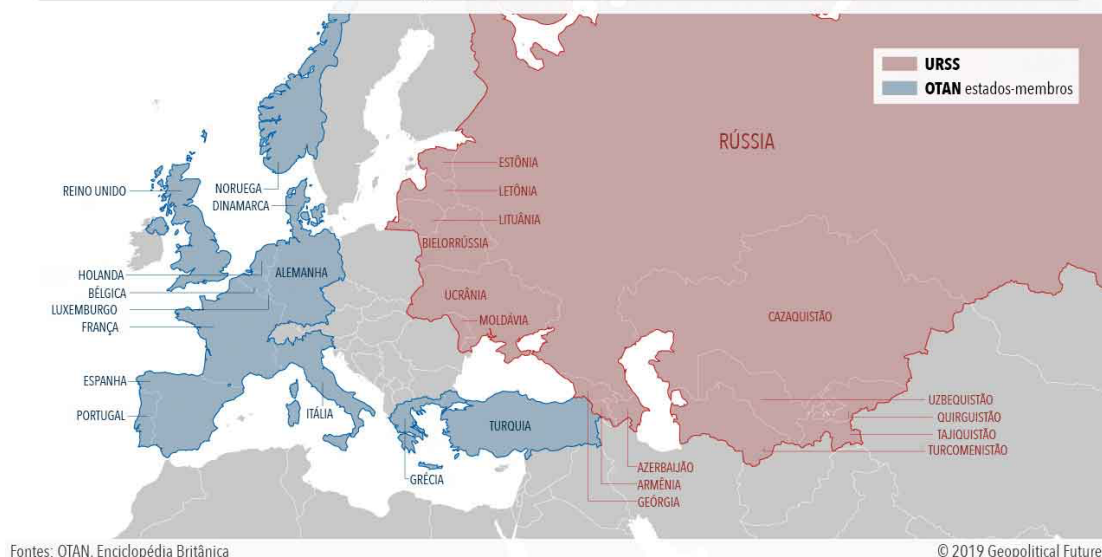 URSS
OTAN estados-membros
RÚSSIA
ESTÔNIA
LETÔNIA
LITUÂNIA
BIELORRÚSSIA
UCRÂNIA
MOLDÁVIA
CAZAQUISTÃO
REINO UNIDO
NORUEGA
DINAMARCA
HOLANDA
ALEMANHA
BÉLGICA
LUXEMBURGO
FRANÇA
ESPANHA
PORTUGAL
ITÁLIA
GRÉCIA
TURQUIA
UZBEQUISTÃO
QUIRGUISTÃO
TAJIQUISTÃO
TURCOMENISTÃO
AZERBAIJÃO
ARMÊNIA
GEÓRGIA
Fontes: OTAN, Enciclopédia Britânica
© 2019 Geopolitical Future